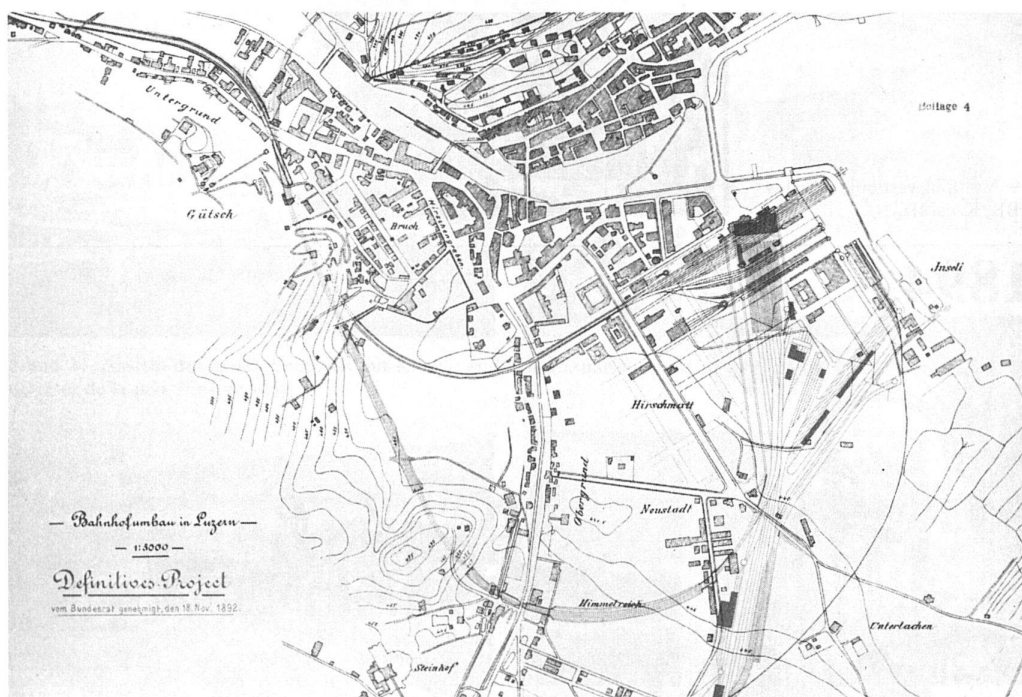 Beilage 4
Untergrund
Gütsch
Bruch
Hirschengraben
Inseli
Hirschmatt
Obergrund
Neustadt
— Bahnhofumbau in Luzern —
— 1:5000 —
Definitives Project
vom Bundesrat genehmigt, den 18. Nov. 1892.
Himmelreich
Unterlachen
Steinhof